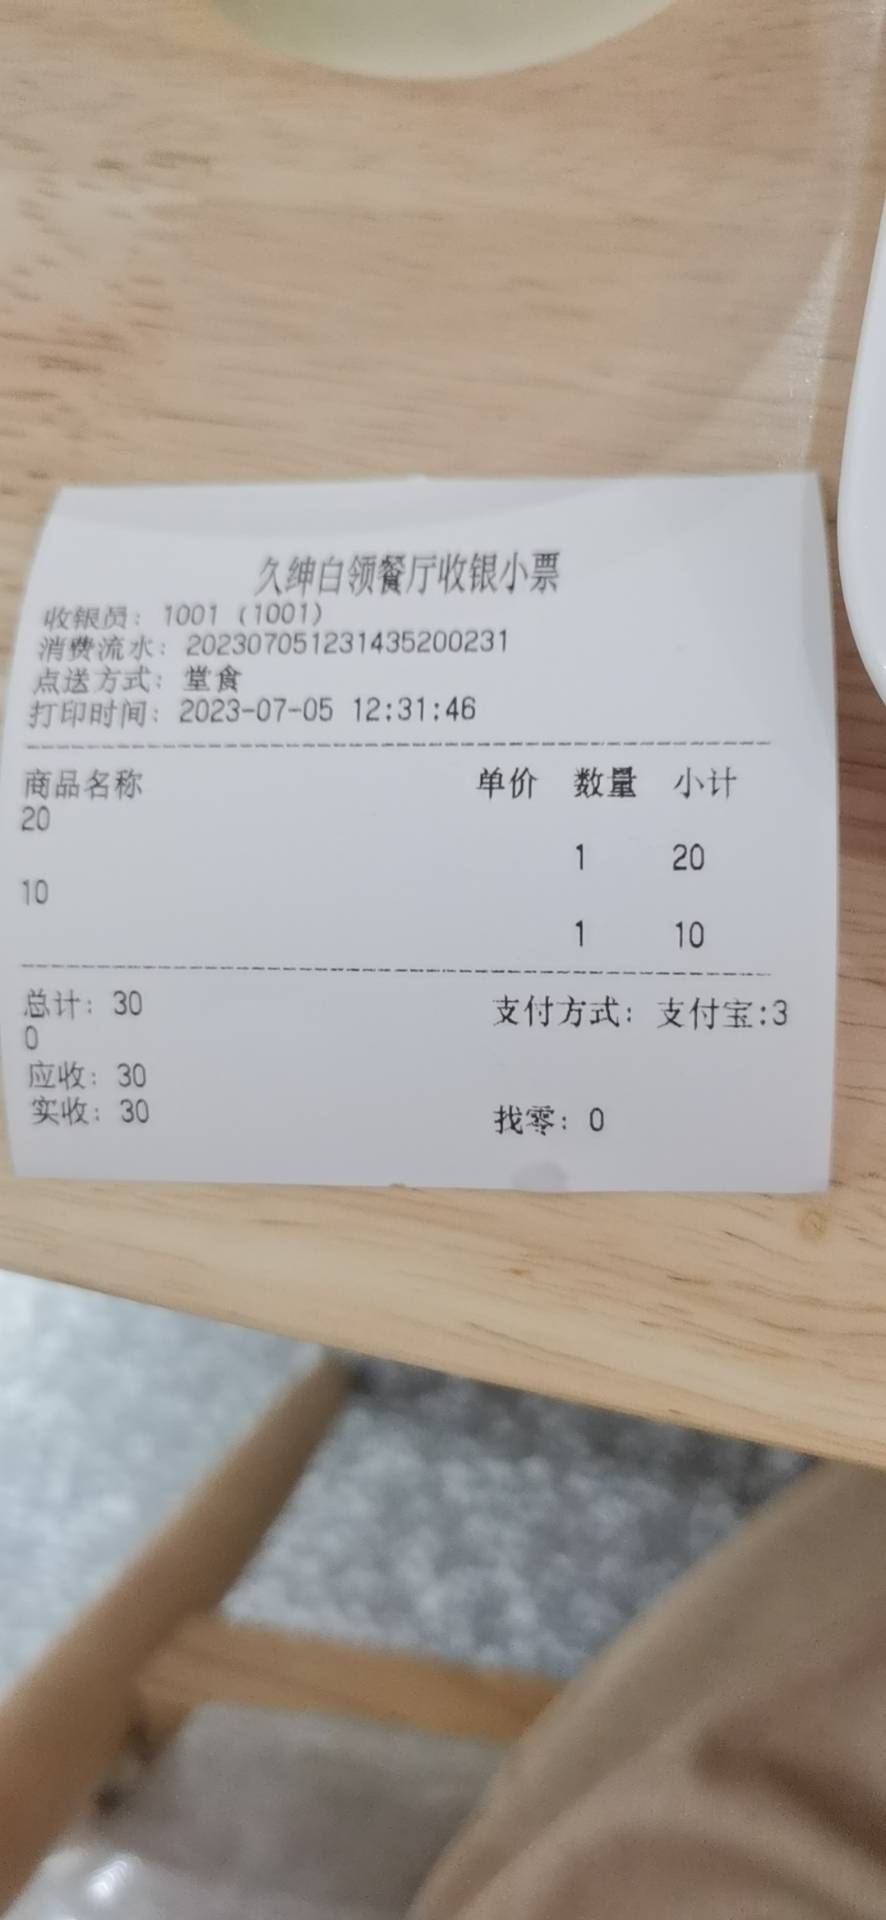 久绅白领餐厅收银小票
收银员：1001 (1001)
消费流水：202307051231435200231
点送方式：堂食
打印时间：2023-07-05 12:31:46
商品名称 单价 数量 小计
20
1 20
10
1 10
总计：30 支付方式：支付宝:3
0
应收：30
实收：30 找零：0